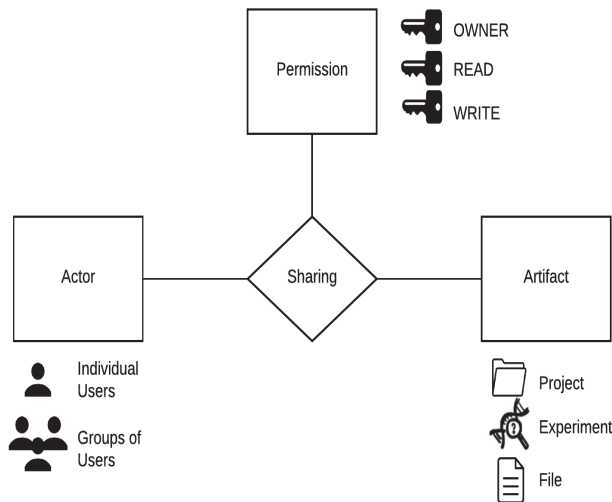 Permission
OWNER
READ
WRITE
Actor
Sharing
Artifact
Individual
Users
Groups of
Users
Project
?
Experiment
File